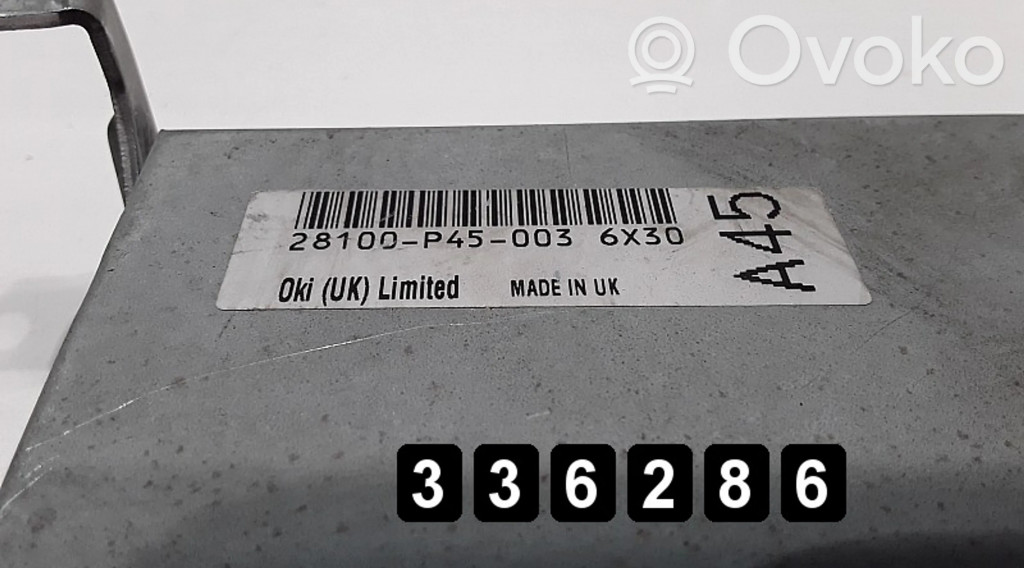 Ovoko
28100-P45-003 6X30
A45
Oki (UK) Limited MADE IN UK
336286